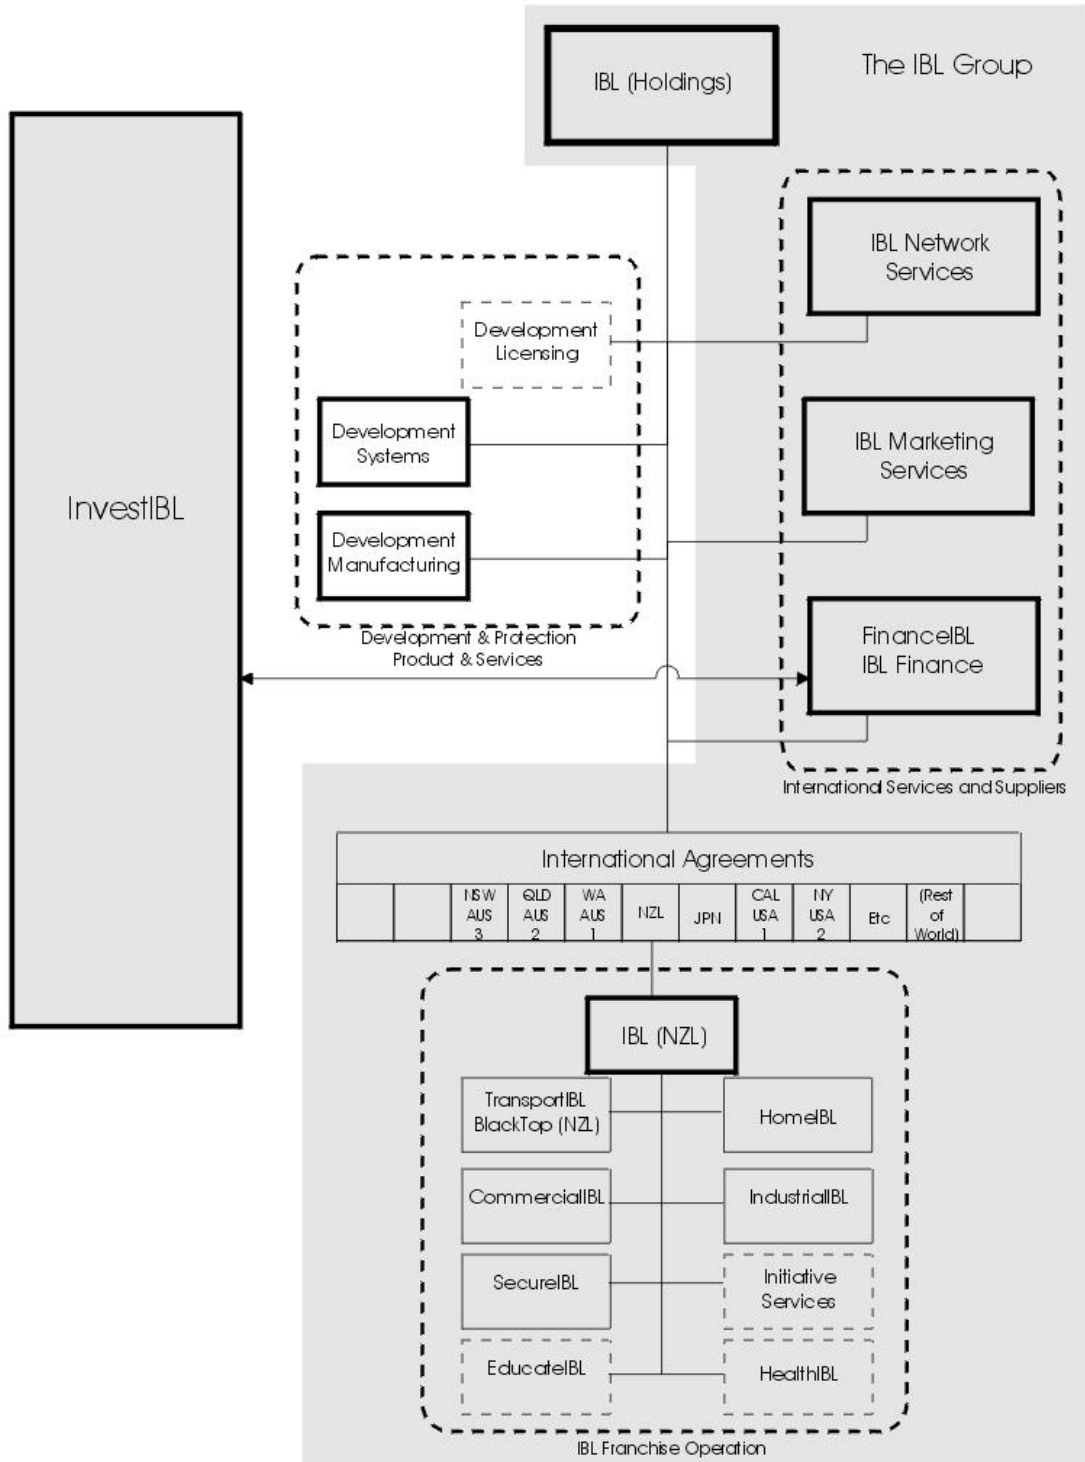 The IBL Group
IBL (Holdings)
IBL Network
Services
Development
Licensing
Development
Systems
IBL Marketing
Services
InvestIBL
Development
Manufacturing
Development & Protection
Product & Services
FinanceIBL
IBL Finance
International Services and Suppliers
International Agreements
NSW
AUS
3
QLD
AUS
2
WA
AUS
1
NZL
JPN
CAL
USA
1
NY
USA
2
Etc
(Rest
of
World)
IBL (NZL)
TransportIBL
BlackTop (NZL)
HomeIBL
CommercialIBL
IndustrialIBL
SecureIBL
Initiative
Services
EducateIBL
HealthIBL
IBL Franchise Operation